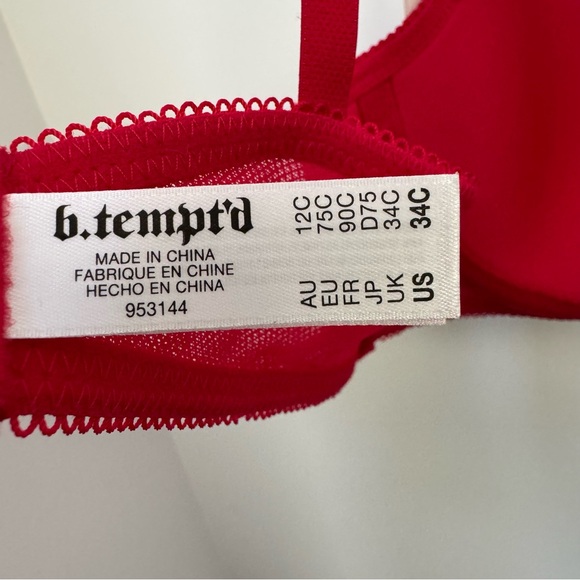 b.tempt'd
MADE IN CHINA
FABRIQUE EN CHINE
HECHO EN CHINA
953144
AU 12C
EU 75C
FR 90C
JP D75
UK 34C
US 34C